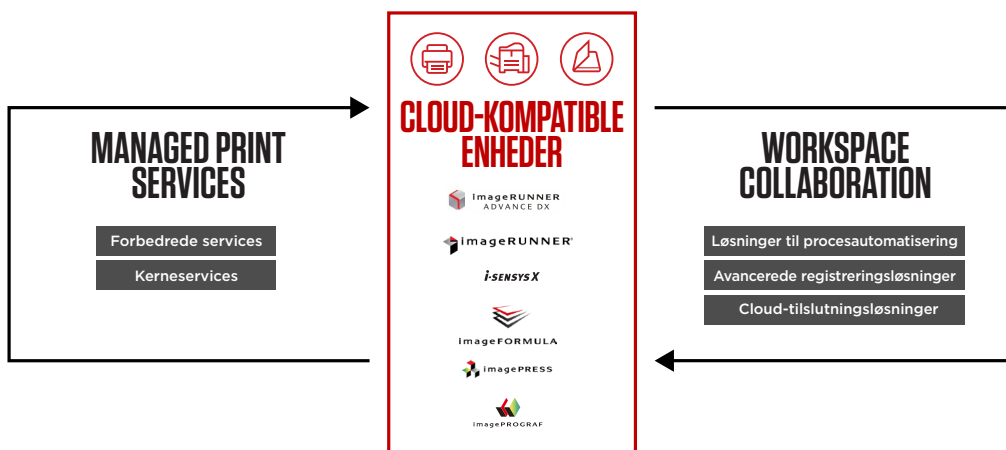 MANAGED PRINT
SERVICES
Forbedrede services
Kerneservices
CLOUD-KOMPATIBLE
ENHEDER
imageRUNNER
ADVANCE DX
imageRUNNER®
i-SENSYS X
imageFORMULA
imagePRESS
imagePROGRAF
WORKSPACE
COLLABORATION
Løsninger til procesautomatisering
Avancerede registreringsløsninger
Cloud-tilslutningsløsninger